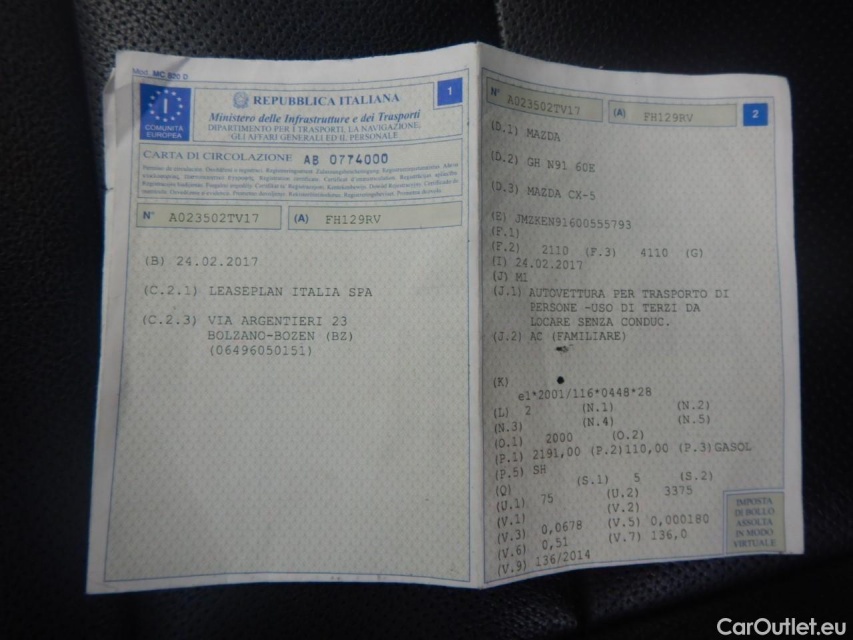 Mod. MC 820 D
I
COMUNITÀ
EUROPEA
REPUBBLICA ITALIANA
1
Ministero delle Infrastrutture e dei Trasporti
DIPARTIMENTO PER I TRASPORTI, LA NAVIGAZIONE,
GLI AFFARI GENERALI ED IL PERSONALE
CARTA DI CIRCOLAZIONE AB 0774000
N° A023502TV17 (A) FH129RV
(B) 24.02.2017
(C.2.1) LEASEPLAN ITALIA SPA
(C.2.3) VIA ARGENTIERI 23
BOLZANO-BOZEN (BZ)
(06496050151)
N° A023502TV17 (A) FH129RV 2
(D.1) MAZDA
(D.2) GH N91 60E
(D.3) MAZDA CX-5
(E) JMZKEN91600555793
(F.1)
(F.2) 2110 (F.3) 4110 (G)
(I) 24.02.2017
(J) M1
(J.1) AUTOVETTURA PER TRASPORTO DI
PERSONE -USO DI TERZI DA
LOCARE SENZA CONDUC.
(J.2) AC (FAMILIARE)
(K)
e1*2001/116*0448*28
(L) 2 (N.1) (N.2)
(N.3) (N.4) (N.5)
(O.1) 2000 (O.2)
(P.1) 2191,00 (P.2)110,00 (P.3)GASOL
(P.5) SH
(Q) (S.1) 5 (S.2)
(U.1) 75 (U.2) 3375
(V.1) (V.2)
(V.3) 0,0678 (V.5) 0,000180
(V.6) 0,51 (V.7) 136,0
(V.9) 136/2014
IMPOSTA
DI BOLLO
ASSOLTA
IN MODO
VIRTUALE
CarOutlet.eu